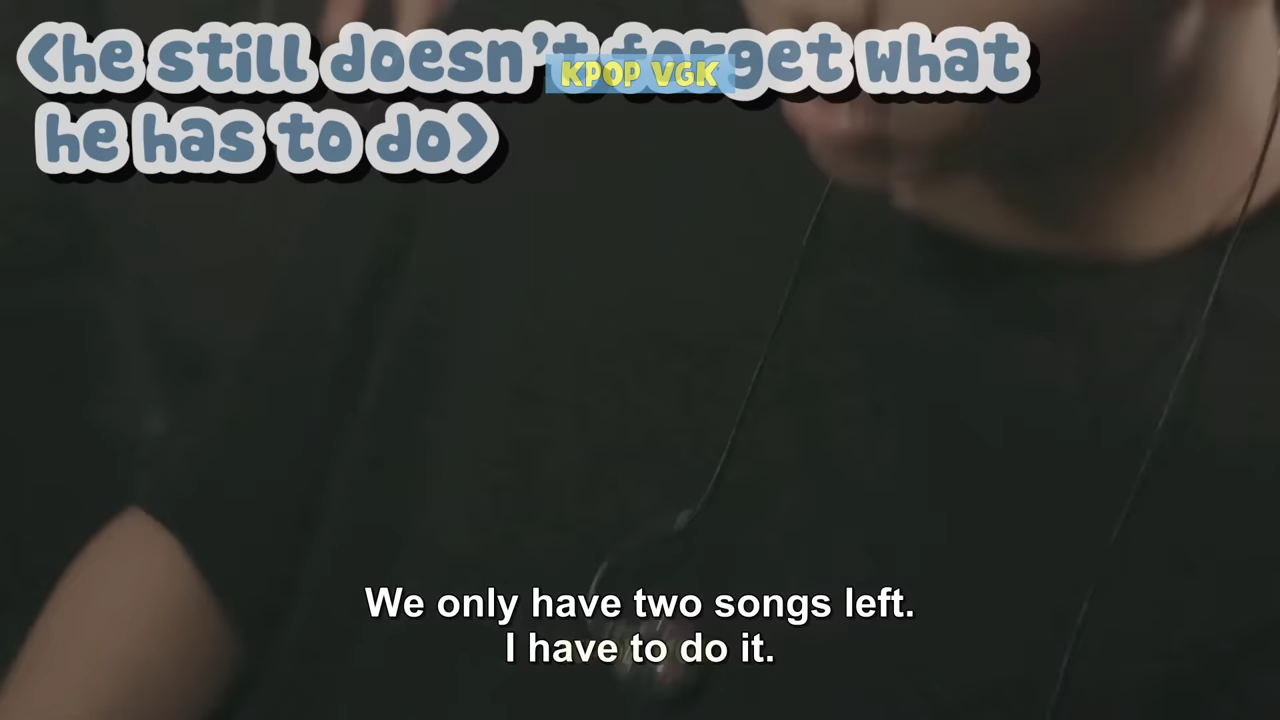 <he still doesn't forget what
KPOP VGK
he has to do>
We only have two songs left.
I have to do it.